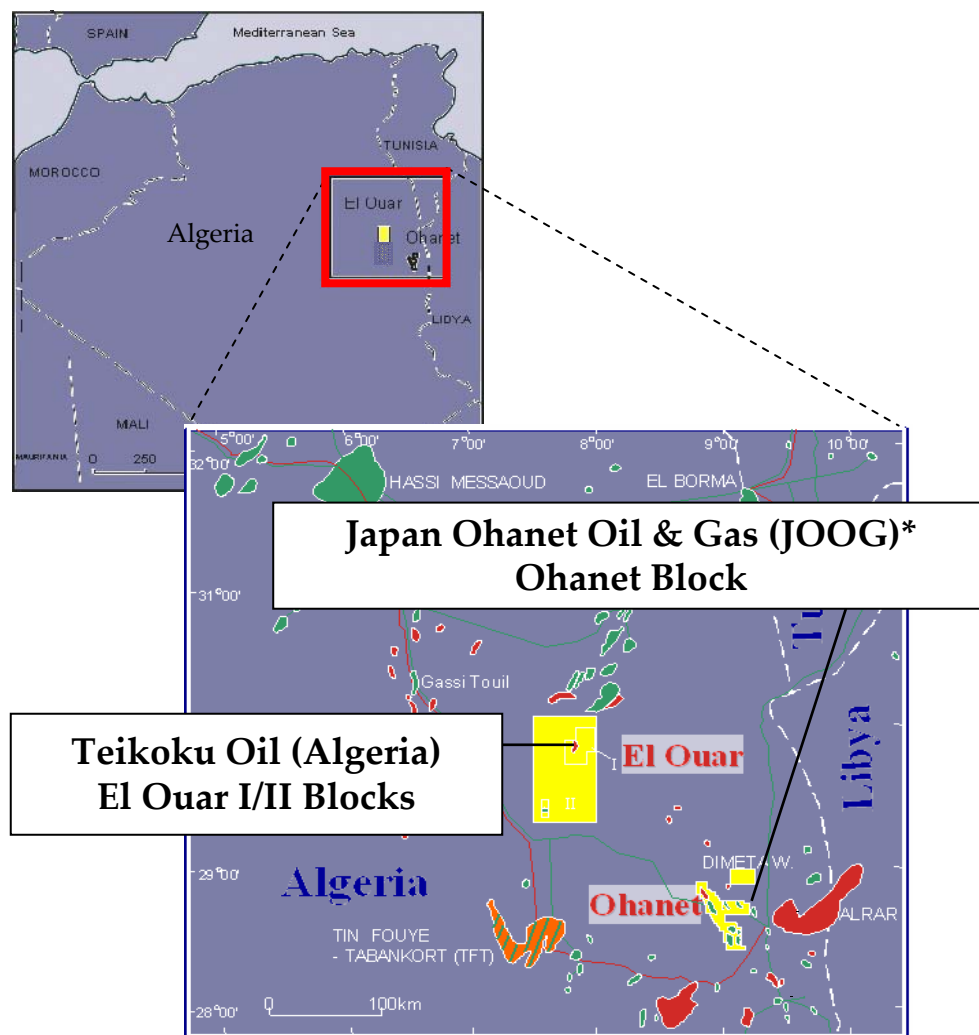 SPAIN
Mediterranean Sea
TUNISIA
MOROCCO
El Ouar
Algeria
Ohanet
LIDYA
MALI
MAURITANIA
0 250
5°00' 6°00' 7°00' 8°00' 9°00' 10°00'
32°00'
HASSI MESSAOUD
EL BORMA
Japan Ohanet Oil & Gas (JOOG)*
Ohanet Block
31°00'
Gassi Touil
Libya
Teikoku Oil (Algeria)
El Ouar I/II Blocks
El Ouar
I
II
DIMETA W.
29°00'
Algeria
Ohanet
ALRAR
TIN FOUYE
- TABANKORT (TFT)
0 100km
28°00'